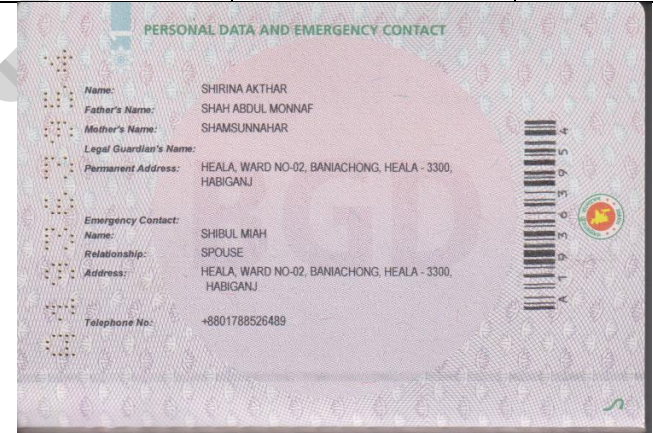 PERSONAL DATA AND EMERGENCY CONTACT
Name: SHIRINA AKTHAR
Father's Name: SHAH ABDUL MONNAF
Mother's Name: SHAMSUNNAHAR
Legal Guardian's Name:
Permanent Address: HEALA, WARD NO-02, BANIACHONG, HEALA - 3300,
HABIGANJ
Emergency Contact:
Name: SHIBUL MIAH
Relationship: SPOUSE
Address: HEALA, WARD NO-02, BANIACHONG, HEALA - 3300,
HABIGANJ
Telephone No: +8801788526489
A19363954
BGD